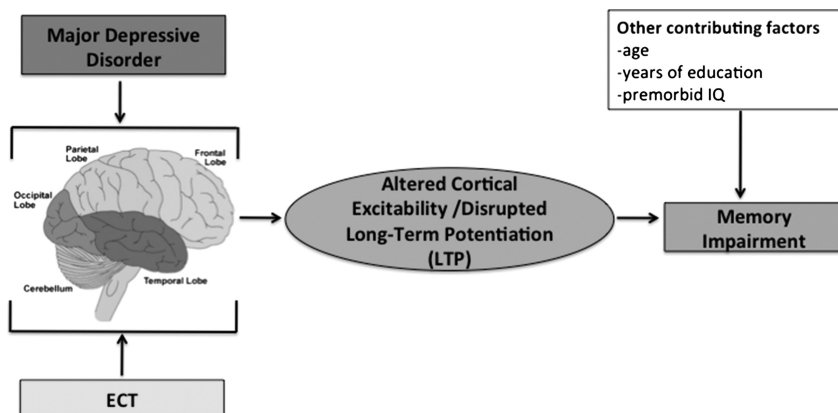 Major Depressive
Disorder
Other contributing factors
-age
-years of education
-premorbid IQ
Parietal
Lobe
Frontal
Lobe
Occipital
Lobe
Temporal Lobe
Cerebellum
Altered Cortical
Excitability /Disrupted
Long-Term Potentiation
(LTP)
Memory
Impairment
ECT